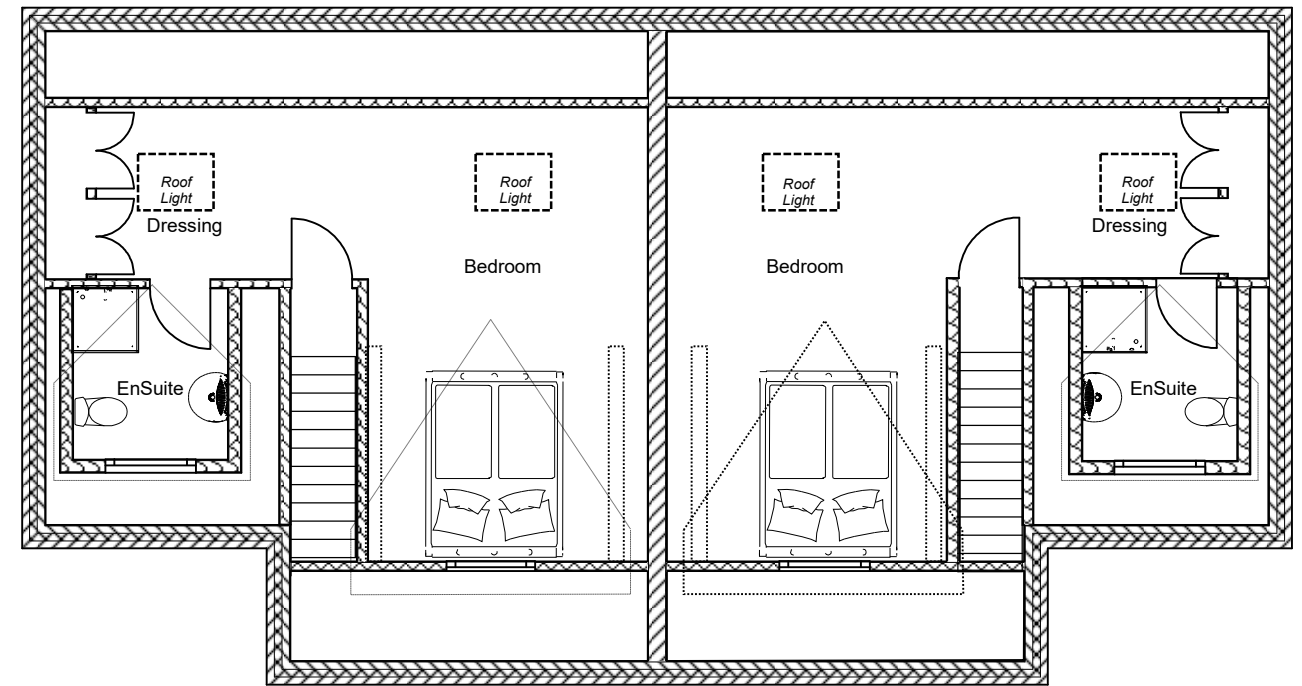 Roof
Light
Roof
Light
Roof
Light
Roof
Light
Dressing
Dressing
Bedroom
Bedroom
EnSuite
EnSuite